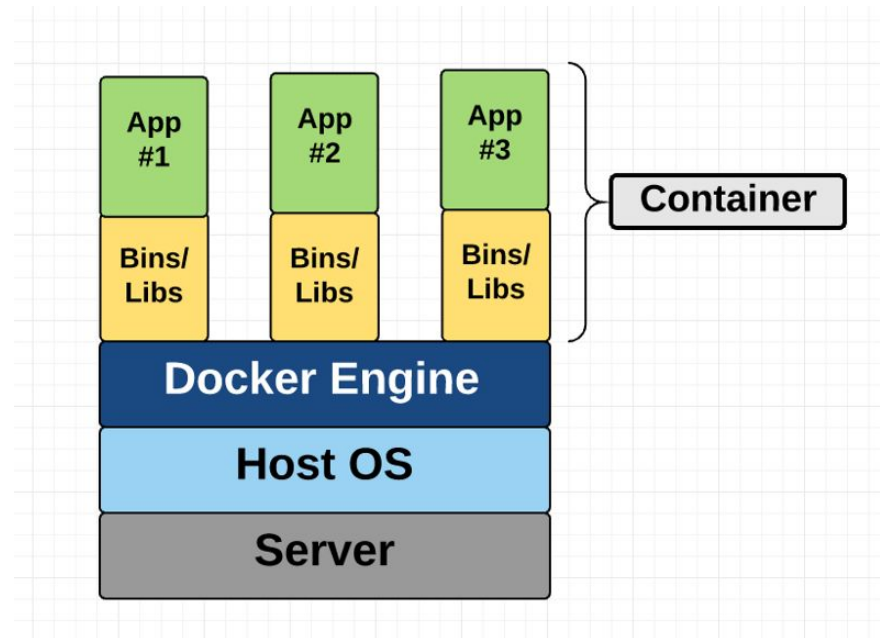 App
#1
App
#2
App
#3
Container
Bins/
Libs
Bins/
Libs
Bins/
Libs
Docker Engine
Host OS
Server